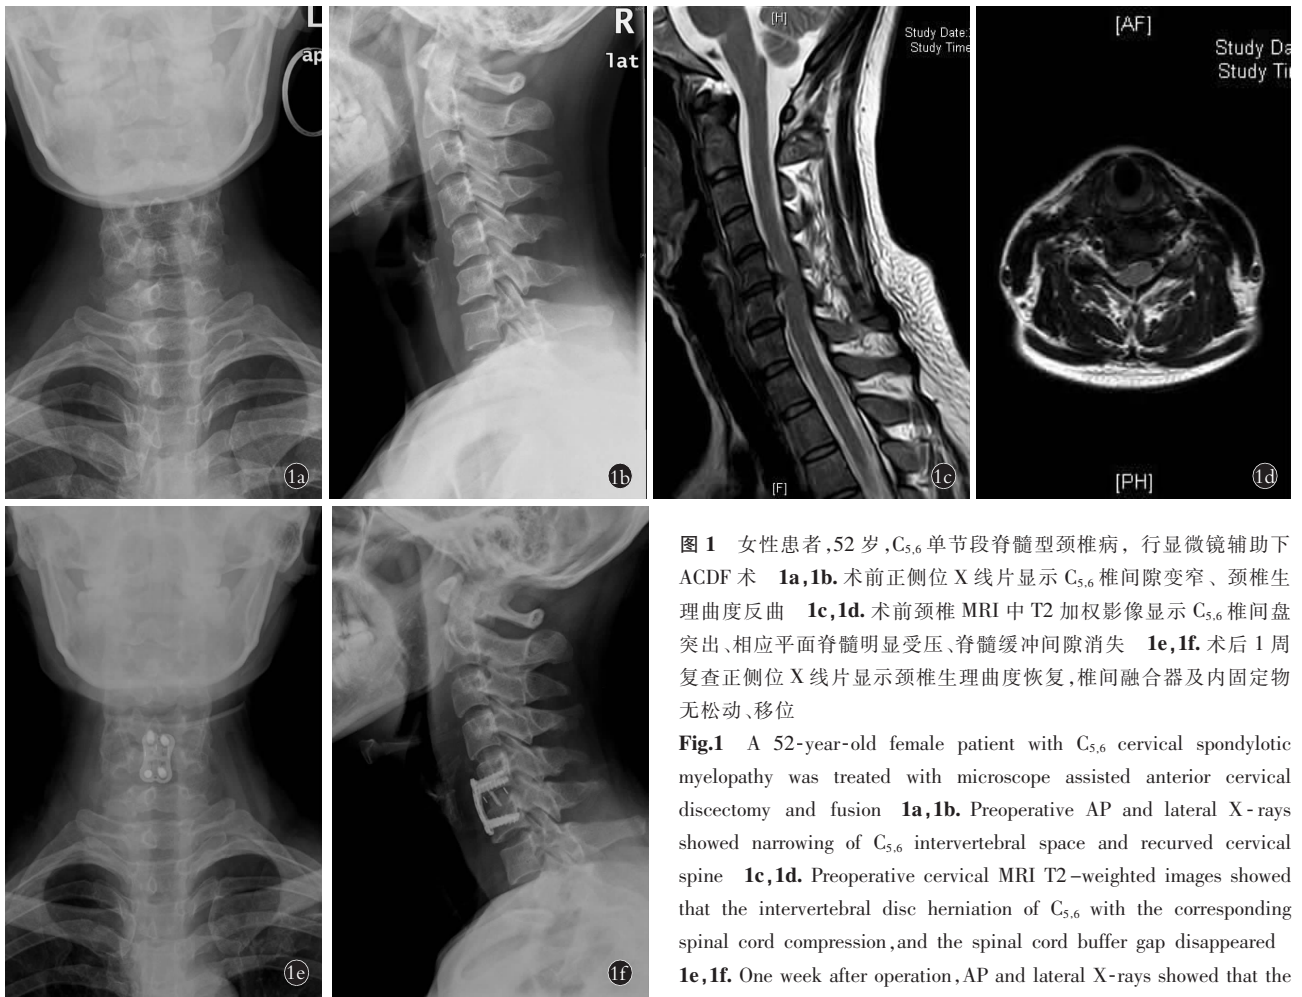 L
ap
1a
R
lat
1b
[H]
Study Date:
Study Time
[F]
1c
[AF]
Study Da
Study Ti
[PH]
1d
1e
1f
图 1 女性患者,52 岁,C5,6 单节段脊髓型颈椎病, 行显微镜辅助下
ACDF 术 1a,1b. 术前正侧位 X 线片显示 C5,6 椎间隙变窄、颈椎生
理曲度反曲 1c,1d. 术前颈椎 MRI 中 T2 加权影像显示 C5,6 椎间盘
突出、相应平面脊髓明显受压、脊髓缓冲间隙消失 1e,1f. 术后 1 周
复查正侧位 X 线片显示颈椎生理曲度恢复,椎间融合器及内固定物
无松动、移位
Fig.1 A 52-year-old female patient with C5,6 cervical spondylotic
myelopathy was treated with microscope assisted anterior cervical
discectomy and fusion 1a,1b. Preoperative AP and lateral X-rays
showed narrowing of C5,6 intervertebral space and recurved cervical
spine 1c,1d. Preoperative cervical MRI T2-weighted images showed
that the intervertebral disc herniation of C5,6 with the corresponding
spinal cord compression,and the spinal cord buffer gap disappeared
1e,1f. One week after operation,AP and lateral X-rays showed that the